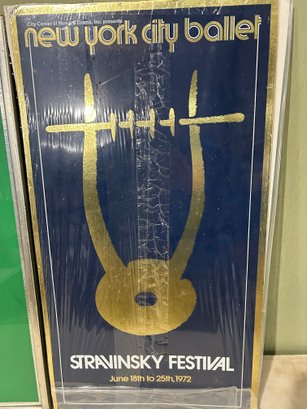 City Center of Music & Drama, Inc. presents
new york city ballet
STRAVINSKY FESTIVAL
June 18th to 25th, 1972